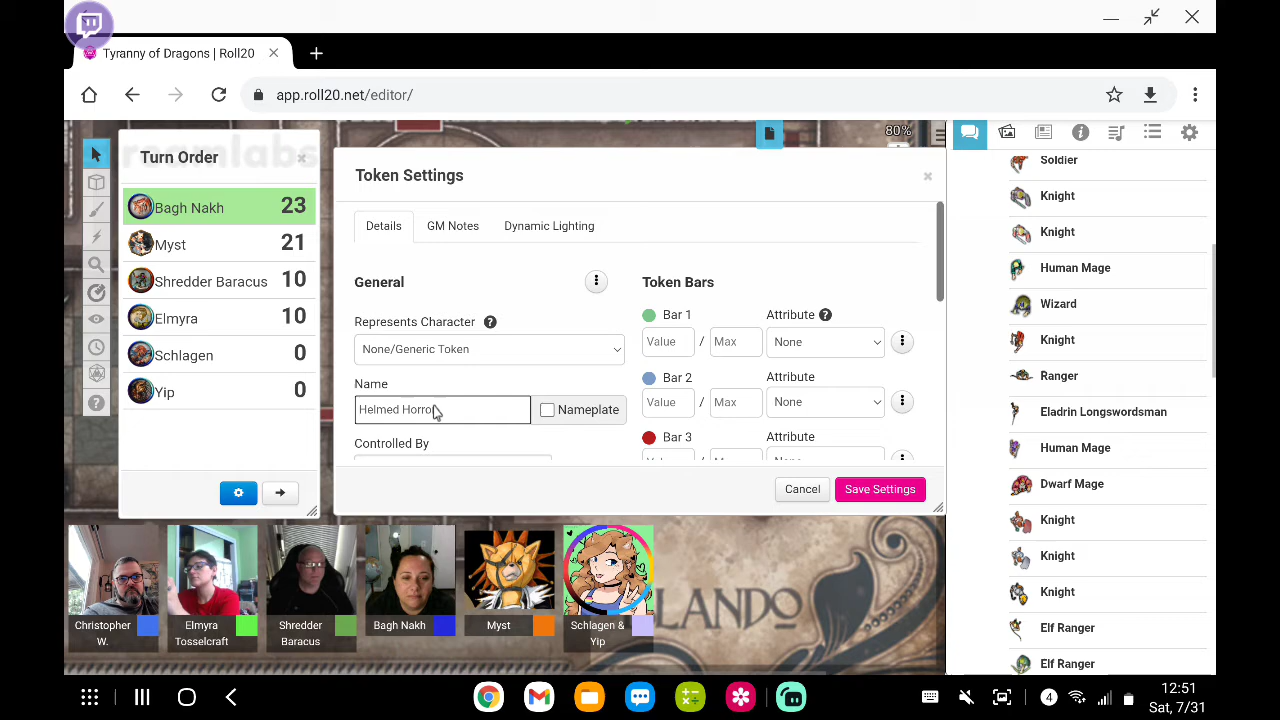 Tyranny of Dragons | Roll20
app.roll20.net/editor/
80%
Turn Order
Bagh Nakh 23
Myst 21
Shredder Baracus 10
Elmyra 10
Schlagen 0
Yip 0
Token Settings
Details GM Notes Dynamic Lighting
General
Represents Character
None/Generic Token
Name
Helmed Horror
Nameplate
Controlled By
Token Bars
Bar 1 Attribute
Value / Max None
Bar 2 Attribute
Value / Max None
Bar 3 Attribute
Cancel Save Settings
Soldier
Knight
Knight
Human Mage
Wizard
Knight
Ranger
Eladrin Longswordsman
Human Mage
Dwarf Mage
Knight
Knight
Knight
Elf Ranger
Elf Ranger
Christopher
W.
Elmyra
Tosselcraft
Shredder
Baracus
Bagh Nakh
Myst
Schlagen &
Yip
LANDO
4
12:51
Sat, 7/31